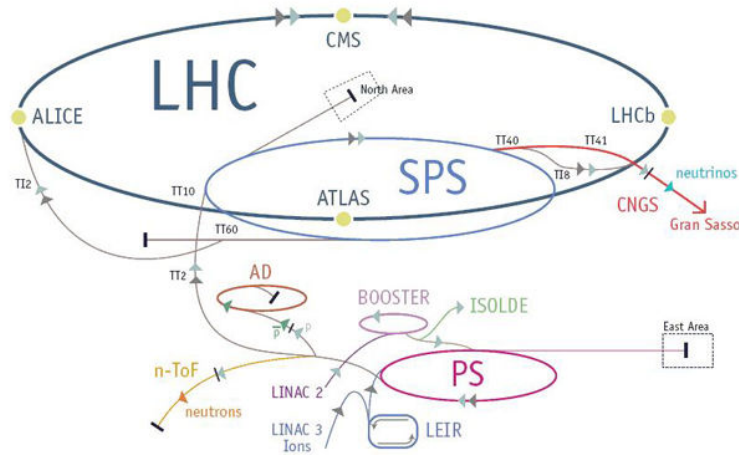 CMS
LHC
North Area
ALICE
LHCb
TT40
TT41
SPS
TI2
TT10
TI8
neutrinos
ATLAS
CNGS
Gran Sasso
TT60
TT2
AD
BOOSTER
ISOLDE
p̅
p
East Area
n-ToF
PS
LINAC 2
neutrons
LINAC 3
Ions
LEIR